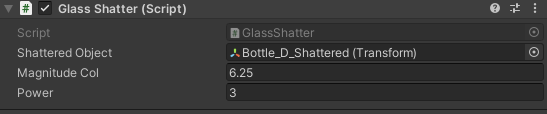 Glass Shatter (Script)
Script GlassShatter
Shattered Object Bottle_D_Shattered (Transform)
Magnitude Col 6.25
Power 3